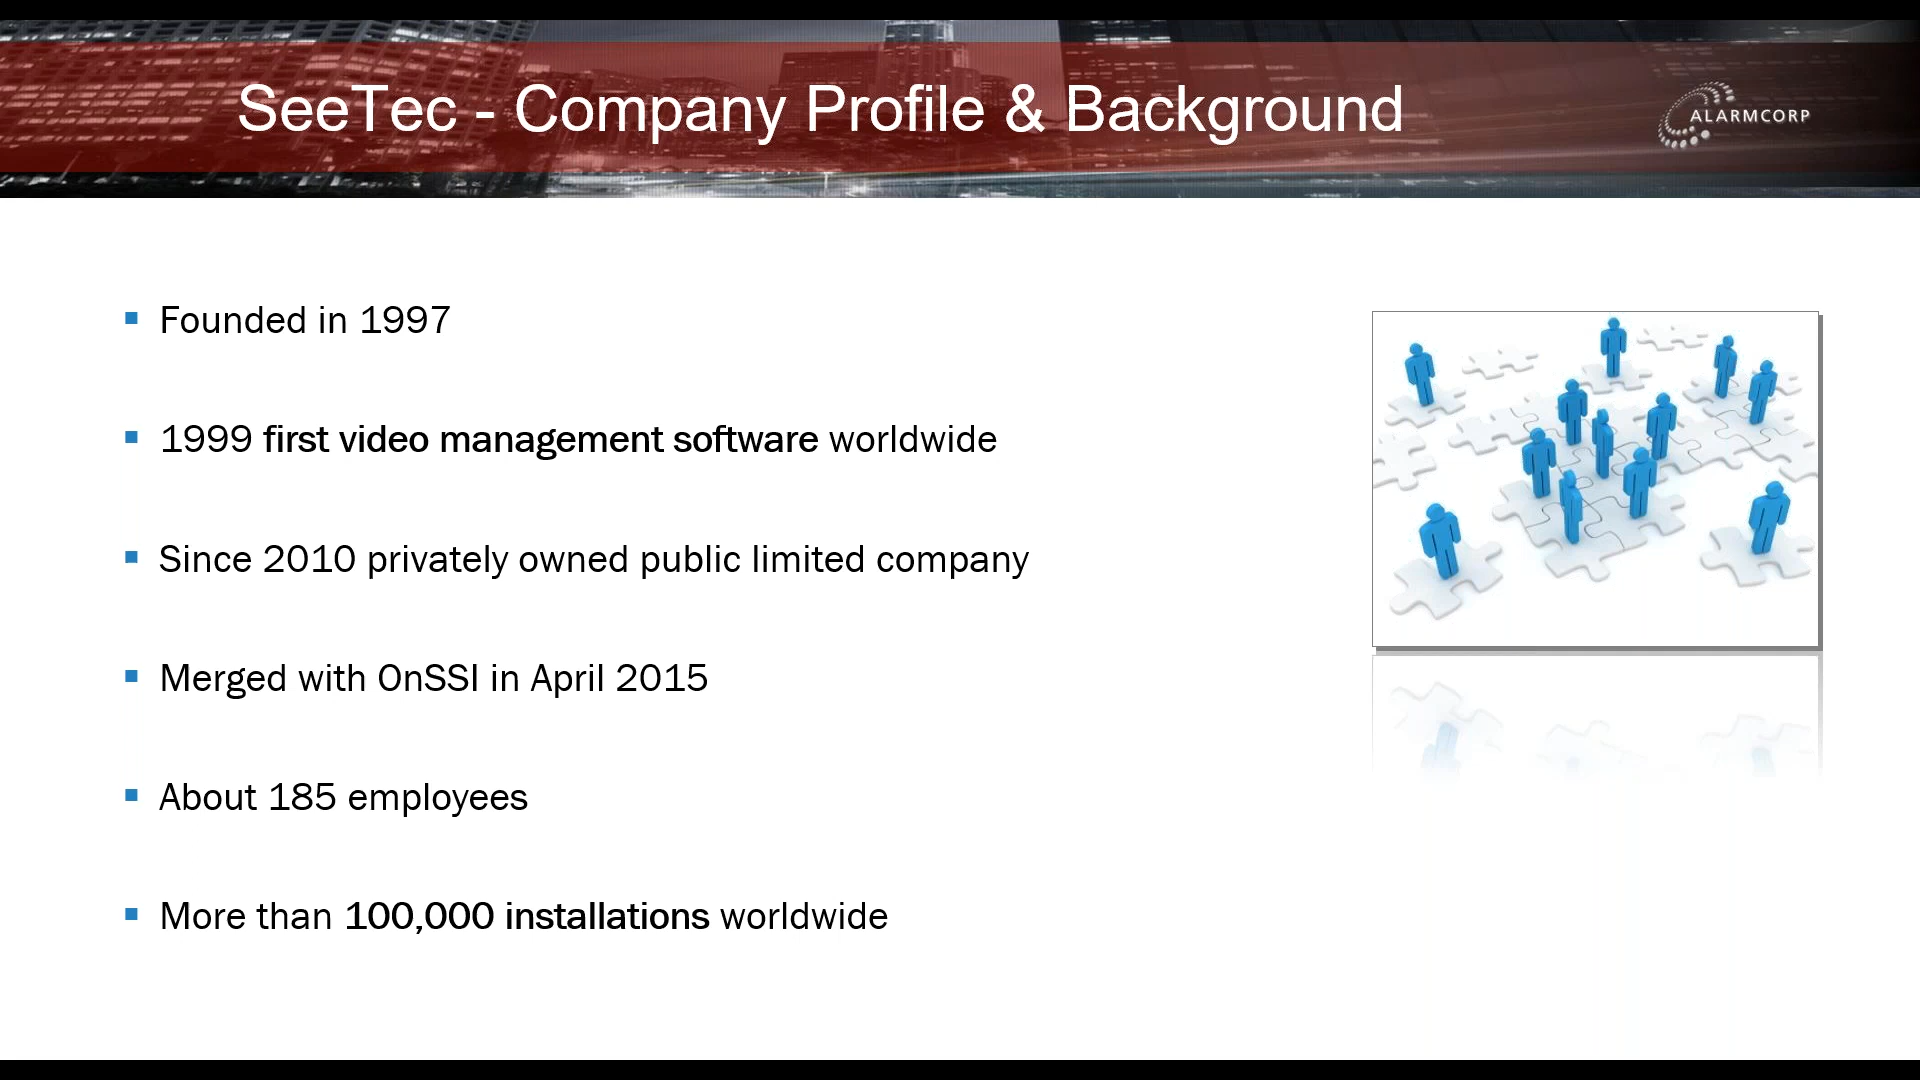 SeeTec - Company Profile & Background
ALARMCORP
▪ Founded in 1997
▪ 1999 first video management software worldwide
▪ Since 2010 privately owned public limited company
▪ Merged with OnSSI in April 2015
▪ About 185 employees
▪ More than 100,000 installations worldwide